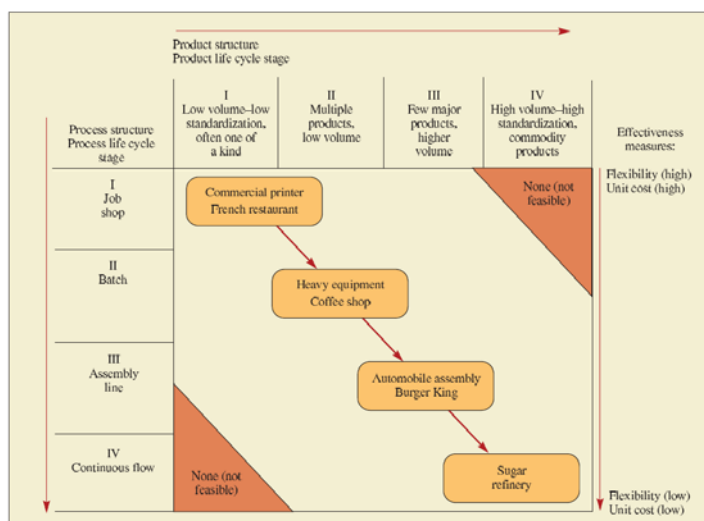 Product structure
Product life cycle stage
Process structure
Process life cycle
stage
I
Low volume–low
standardization,
often one of
a kind
II
Multiple
products,
low volume
III
Few major
products,
higher
volume
IV
High volume–high
standardization,
commodity
products
Effectiveness
measures:
I
Job
shop
Commercial printer
French restaurant
None (not
feasible)
Flexibility (high)
Unit cost (high)
II
Batch
Heavy equipment
Coffee shop
III
Assembly
line
Automobile assembly
Burger King
IV
Continuous flow
None (not
feasible)
Sugar
refinery
Flexibility (low)
Unit cost (low)